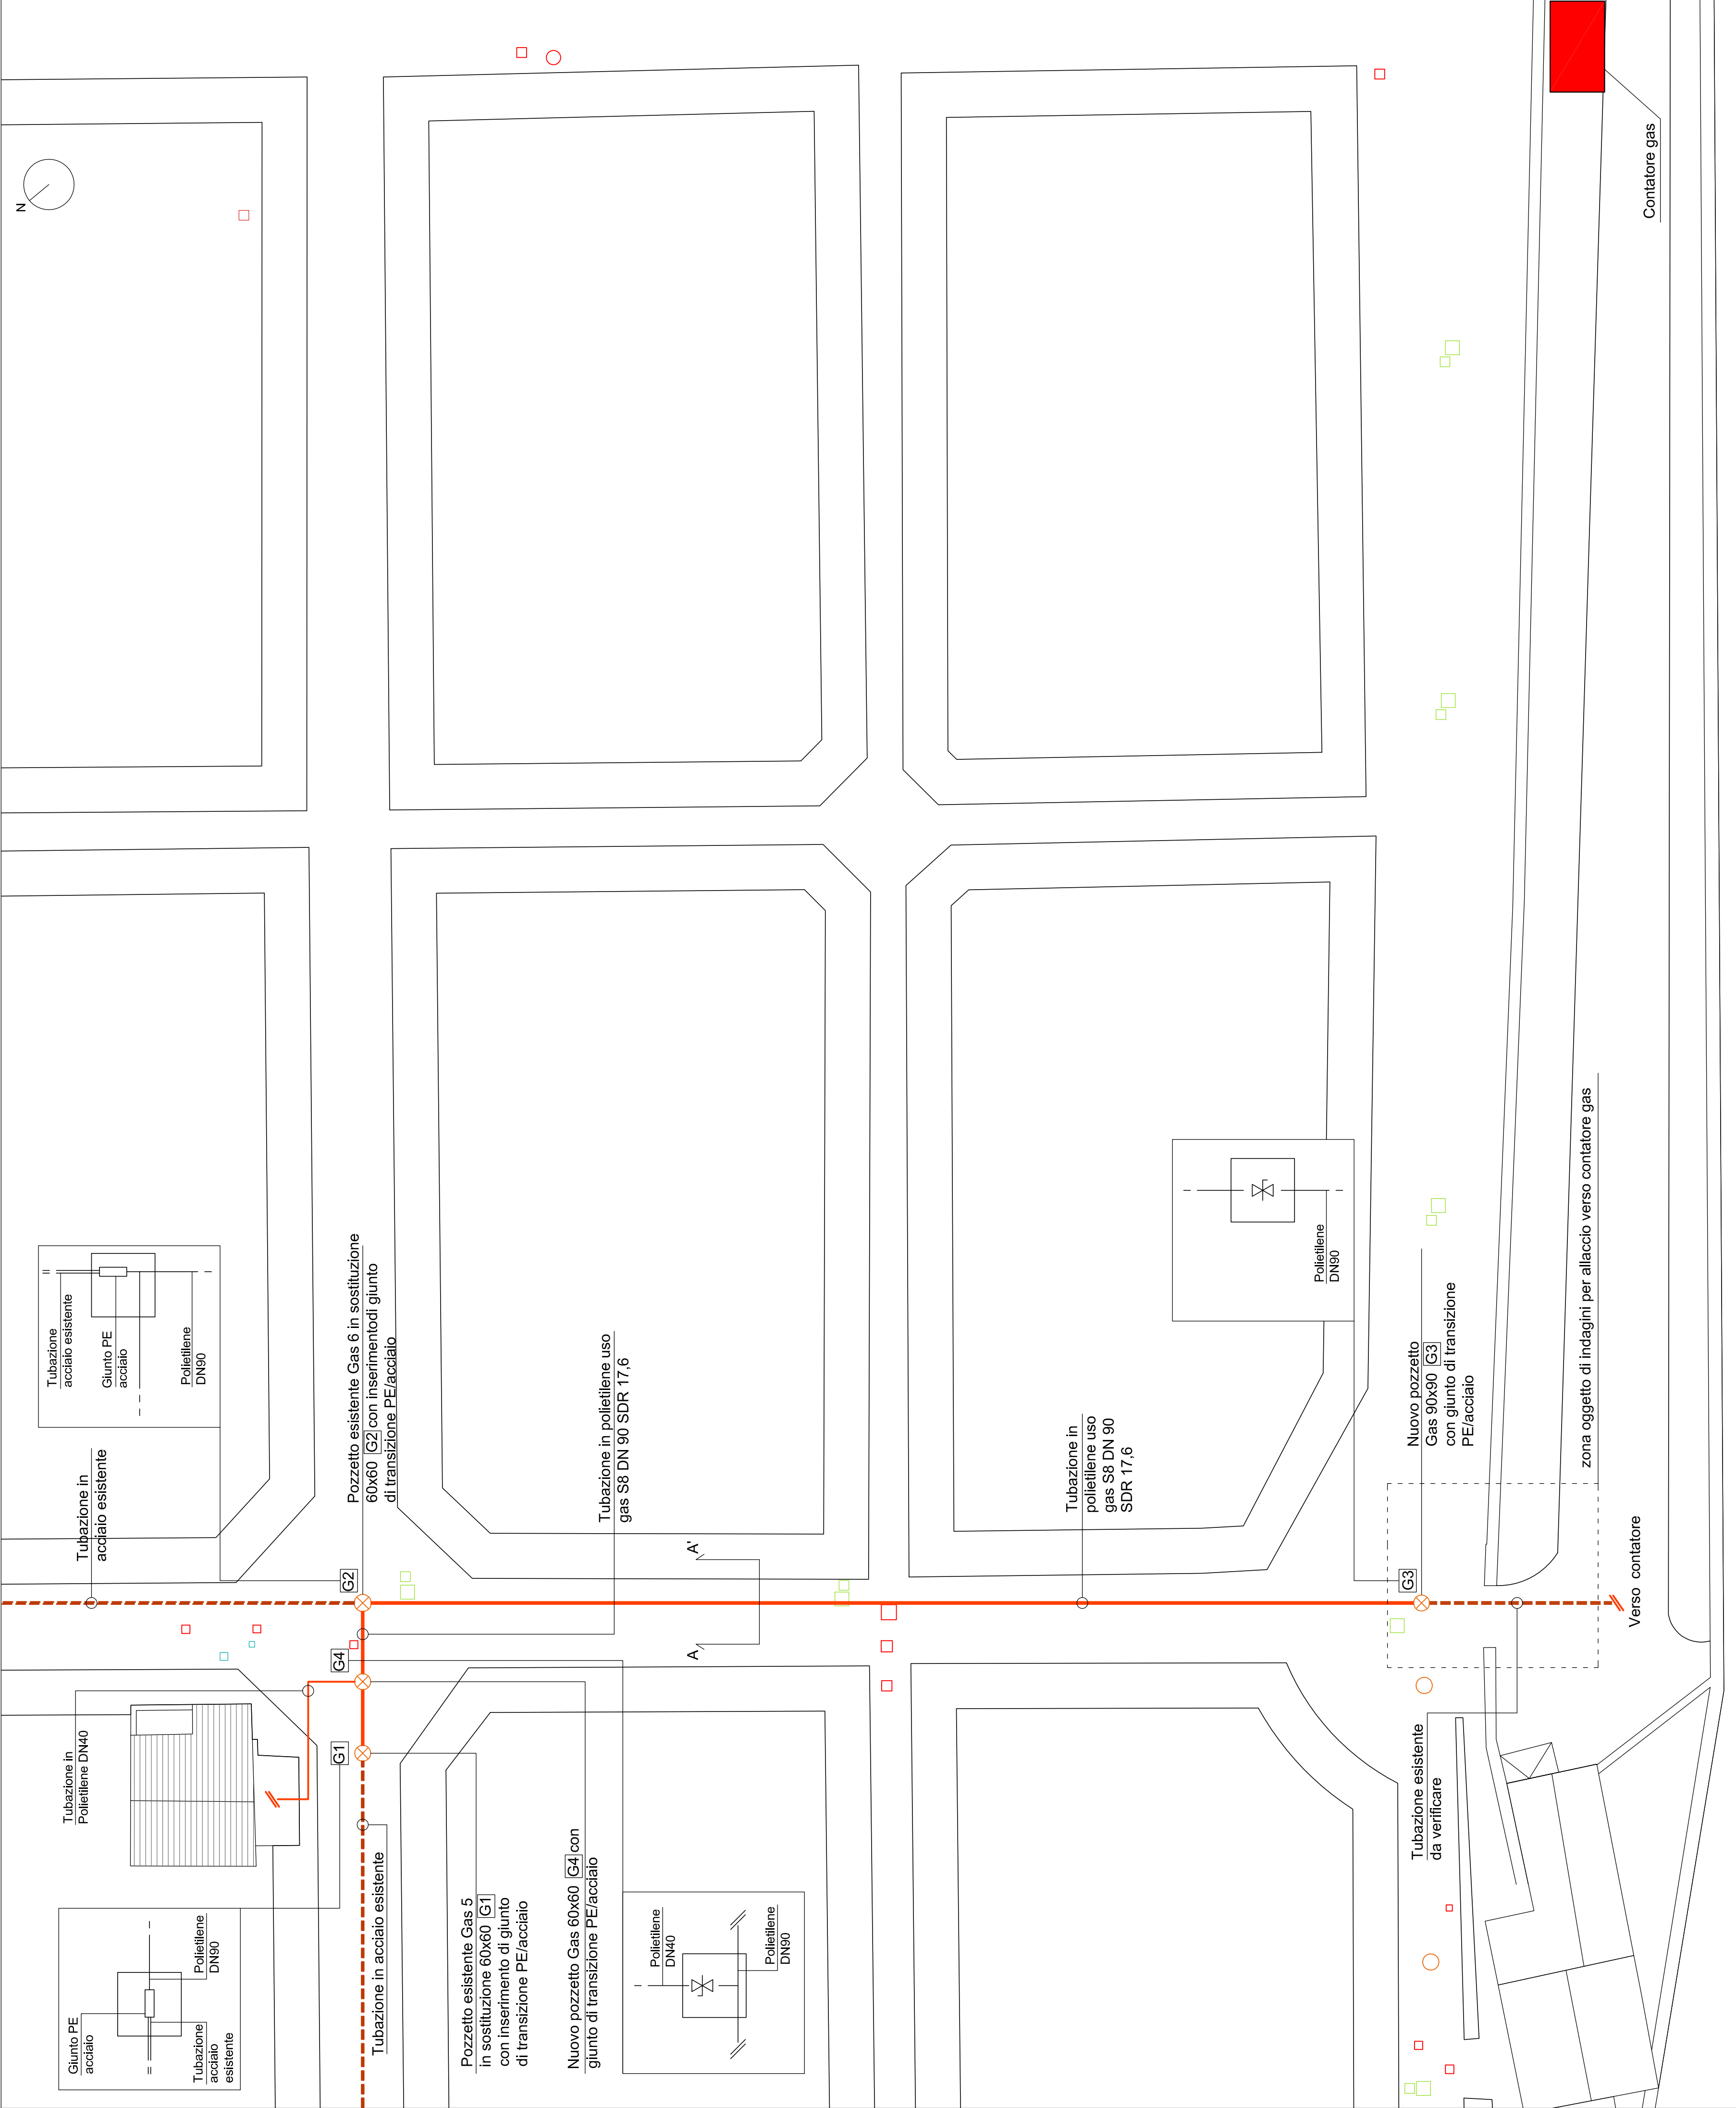 N
Contatore gas
Tubazione
acciaio esistente
Giunto PE
acciaio
Polietilene
DN90
Tubazione in
acciaio esistente
G2
Pozzetto esistente Gas 6 in sostituzione
60x60 G2 con inserimentodi giunto
di transizione PE/acciaio
Tubazione in polietilene uso
gas S8 DN 90 SDR 17,6
A'
A
Tubazione in
polietilene uso
gas S8 DN 90
SDR 17,6
Polietilene
DN90
G3
Nuovo pozzetto
Gas 90x90 G3
con giunto di transizione
PE/acciaio
zona oggetto di indagini per allaccio verso contatore gas
Verso contatore
G4
Tubazione in
Polietilene DN40
G1
Giunto PE
acciaio
Polietilene
DN90
Tubazione
acciaio
esistente
Tubazione in acciaio esistente
Pozzetto esistente Gas 5
in sostituzione 60x60 G1
con inserimento di giunto
di transizione PE/acciaio
Nuovo pozzetto Gas 60x60 G4 con
giunto di transizione PE/acciaio
Polietilene
DN40
Polietilene
DN90
Tubazione esistente
da verificare